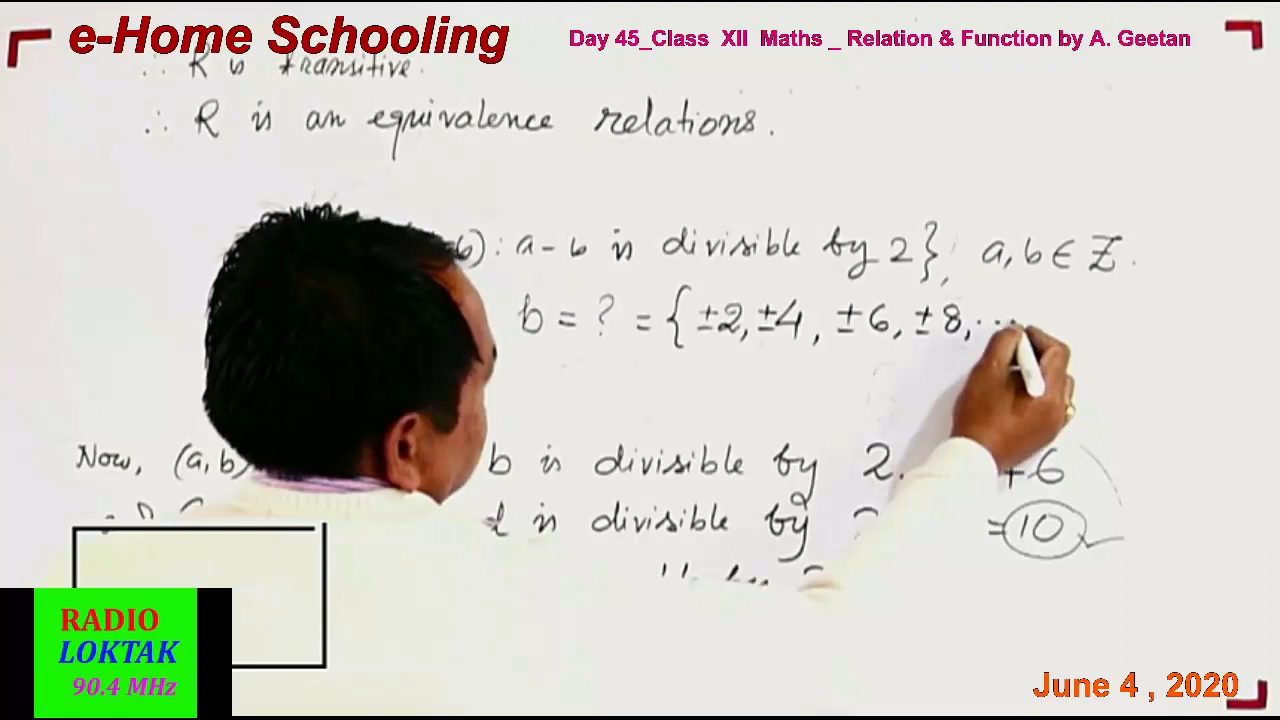 e-Home Schooling
Day 45_Class XII Maths _ Relation & Function by A. Geetan
∴ R is transitive.
∴ R is an equivalence relations.
b) : a - b is divisible by 2}, a, b ∈ Z.
b = ? = {±2, ±4, ±6, ±8, ...
Now, (a, b) b is divisible by 2. +6
d is divisible by = 10
RADIO
LOKTAK
90.4 MHz
June 4 , 2020